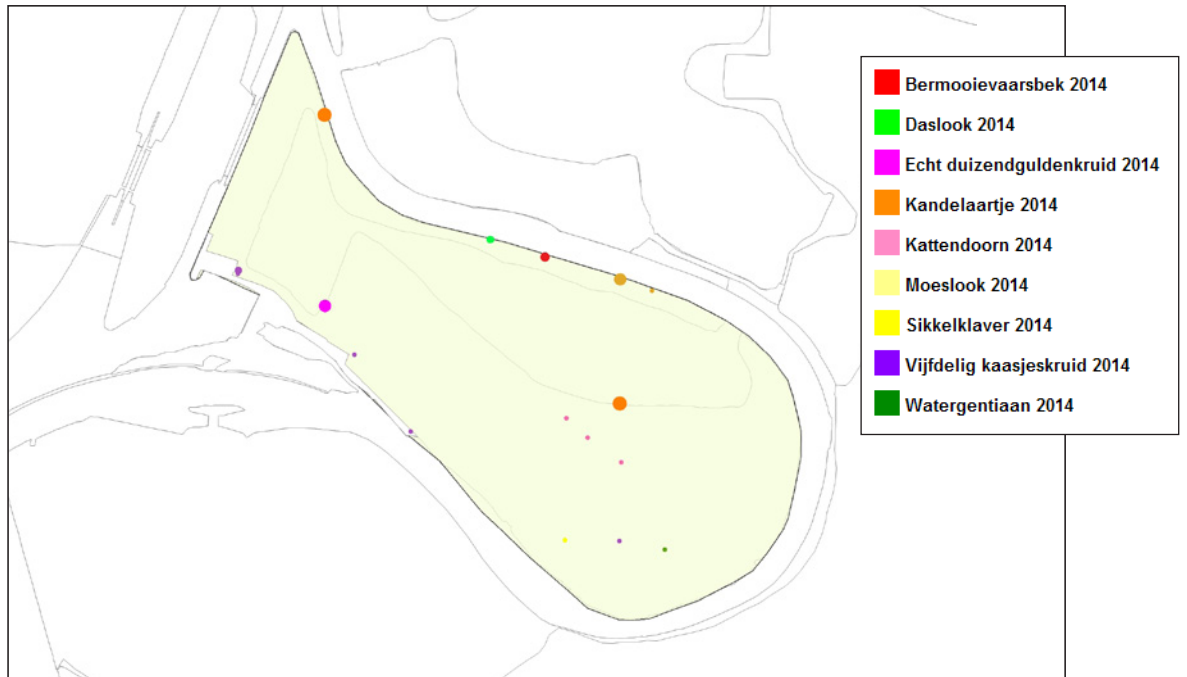 Bermooievaarsbek 2014
Daslook 2014
Echt duizendguldenkruid 2014
Kandelaartje 2014
Kattendoorn 2014
Moeslook 2014
Sikkelklaver 2014
Vijfdelig kaasjeskruid 2014
Watergentiaan 2014